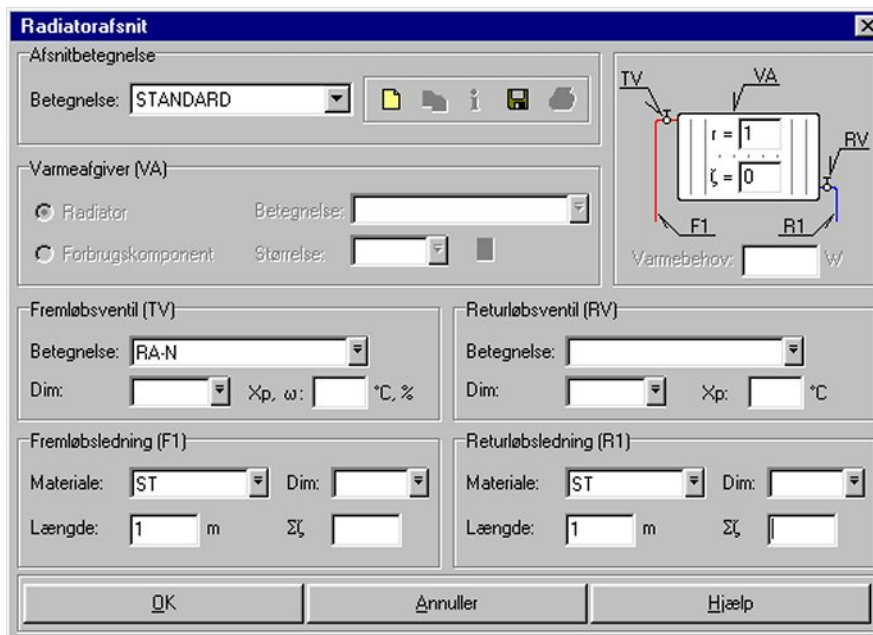 Radiatorafsnit
Afsnitbetegnelse
Betegnelse: STANDARD
TV
VA
r = 1
RV
ζ = 0
F1
R1
Varmebehov: W
Varmeafgiver (VA)
Radiator
Betegnelse:
Forbrugskomponent
Størrelse:
Fremløbsventil (TV)
Betegnelse: RA-N
Dim:
Xp, ω:
°C, %
Returløbsventil (RV)
Betegnelse:
Dim:
Xp:
°C
Fremløbsledning (F1)
Materiale: ST
Dim:
Længde: 1 m
Σζ
Returløbsledning (R1)
Materiale: ST
Dim:
Længde: 1 m
Σζ
OK
Annuller
Hjælp